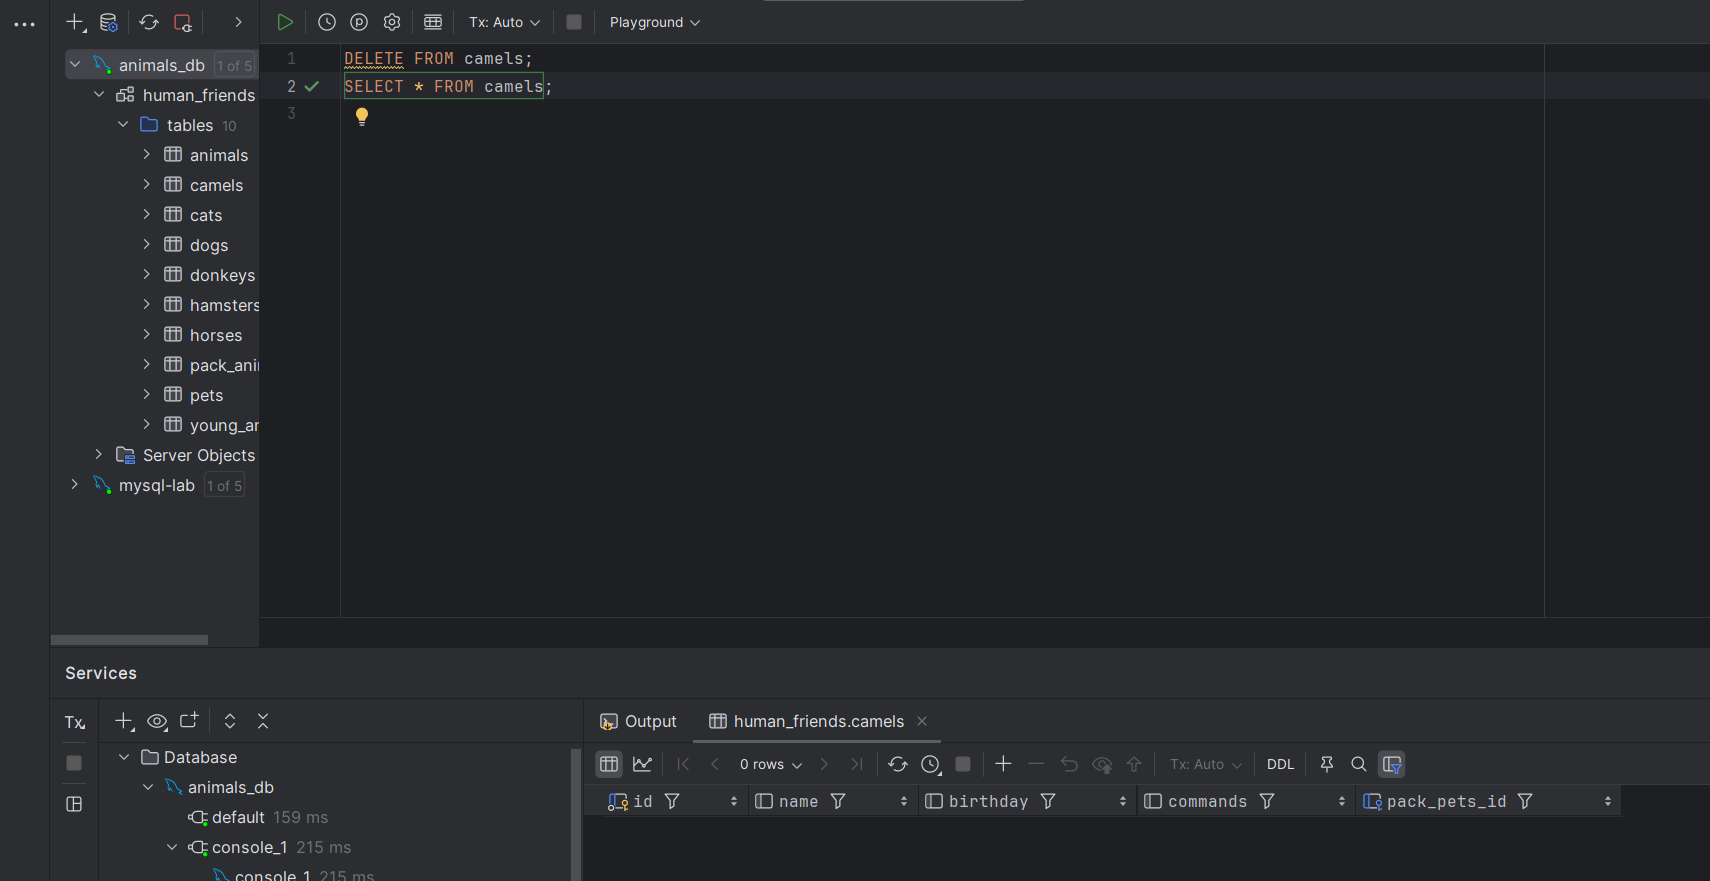 Tx: Auto
Playground
animals_db 1 of 5
human_friends
tables 10
animals
camels
cats
dogs
donkeys
hamsters
horses
pack_ani
pets
young_ar
Server Objects
mysql-lab 1 of 5
1 DELETE FROM camels;
2 SELECT * FROM camels;
3
Services
Tx
Database
animals_db
default 159 ms
console_1 215 ms
console_1 215 ms
Output
human_friends.camels
0 rows
Tx: Auto
DDL
id name birthday commands pack_pets_id